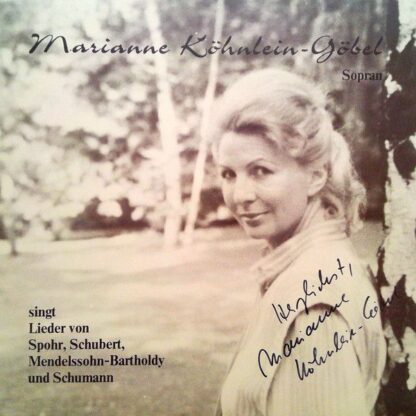 Marianne Köhnlein-Göbel
Sopran
singt
Lieder von
Spohr, Schubert,
Mendelssohn-Bartholdy
und Schumann
Herzlichst,
Marianne
Köhnlein-Göbel